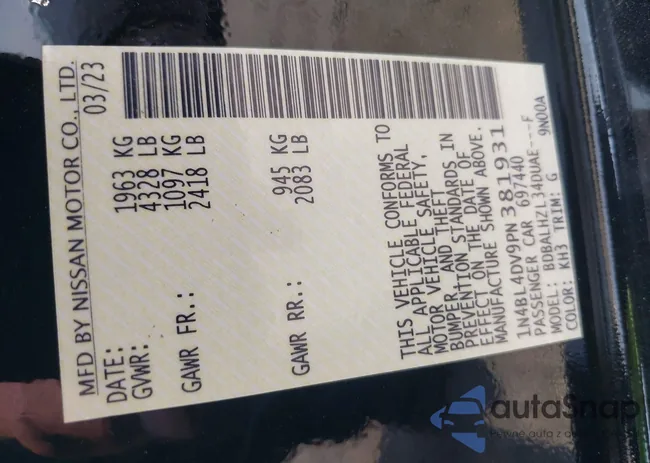 MFD BY NISSAN MOTOR CO., LTD.
DATE: 03/23
GVWR: 1963 KG
4328 LB
GAWR FR.: 1097 KG
2418 LB
GAWR RR.: 945 KG
2083 LB
THIS VEHICLE CONFORMS TO
ALL APPLICABLE FEDERAL
MOTOR VEHICLE SAFETY,
BUMPER, AND THEFT
PREVENTION STANDARDS IN
EFFECT ON THE DATE OF
MANUFACTURE SHOWN ABOVE.
1N4BL4DV9PN381931
PASSENGER CAR 697440
MODEL: BDBALHZL34DUAE---F
COLOR: KH3 TRIM: G 9N00A
autaSnap